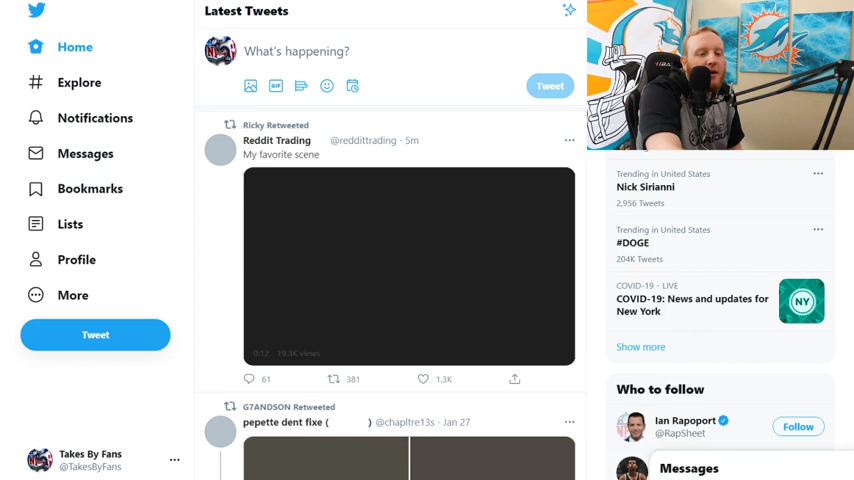 Home
Explore
Notifications
Messages
Bookmarks
Lists
Profile
More
Tweet
Takes By Fans
@TakesByFans
Latest Tweets
What's happening?
GIF
Tweet
Ricky Retweeted
Reddit Trading @reddittrading · 5m
My favorite scene
0:12 19.3K views
61 381 1.3K
G7ANDSON Retweeted
pepette dent fixe ( ) @chapltre13s · Jan 27
Trending in United States
Nick Sirianni
2,956 Tweets
Trending in United States
#DOGE
204K Tweets
COVID-19 · LIVE
COVID-19: News and updates for
New York
NY
Show more
Who to follow
Ian Rapoport
@RapSheet
Follow
Messages